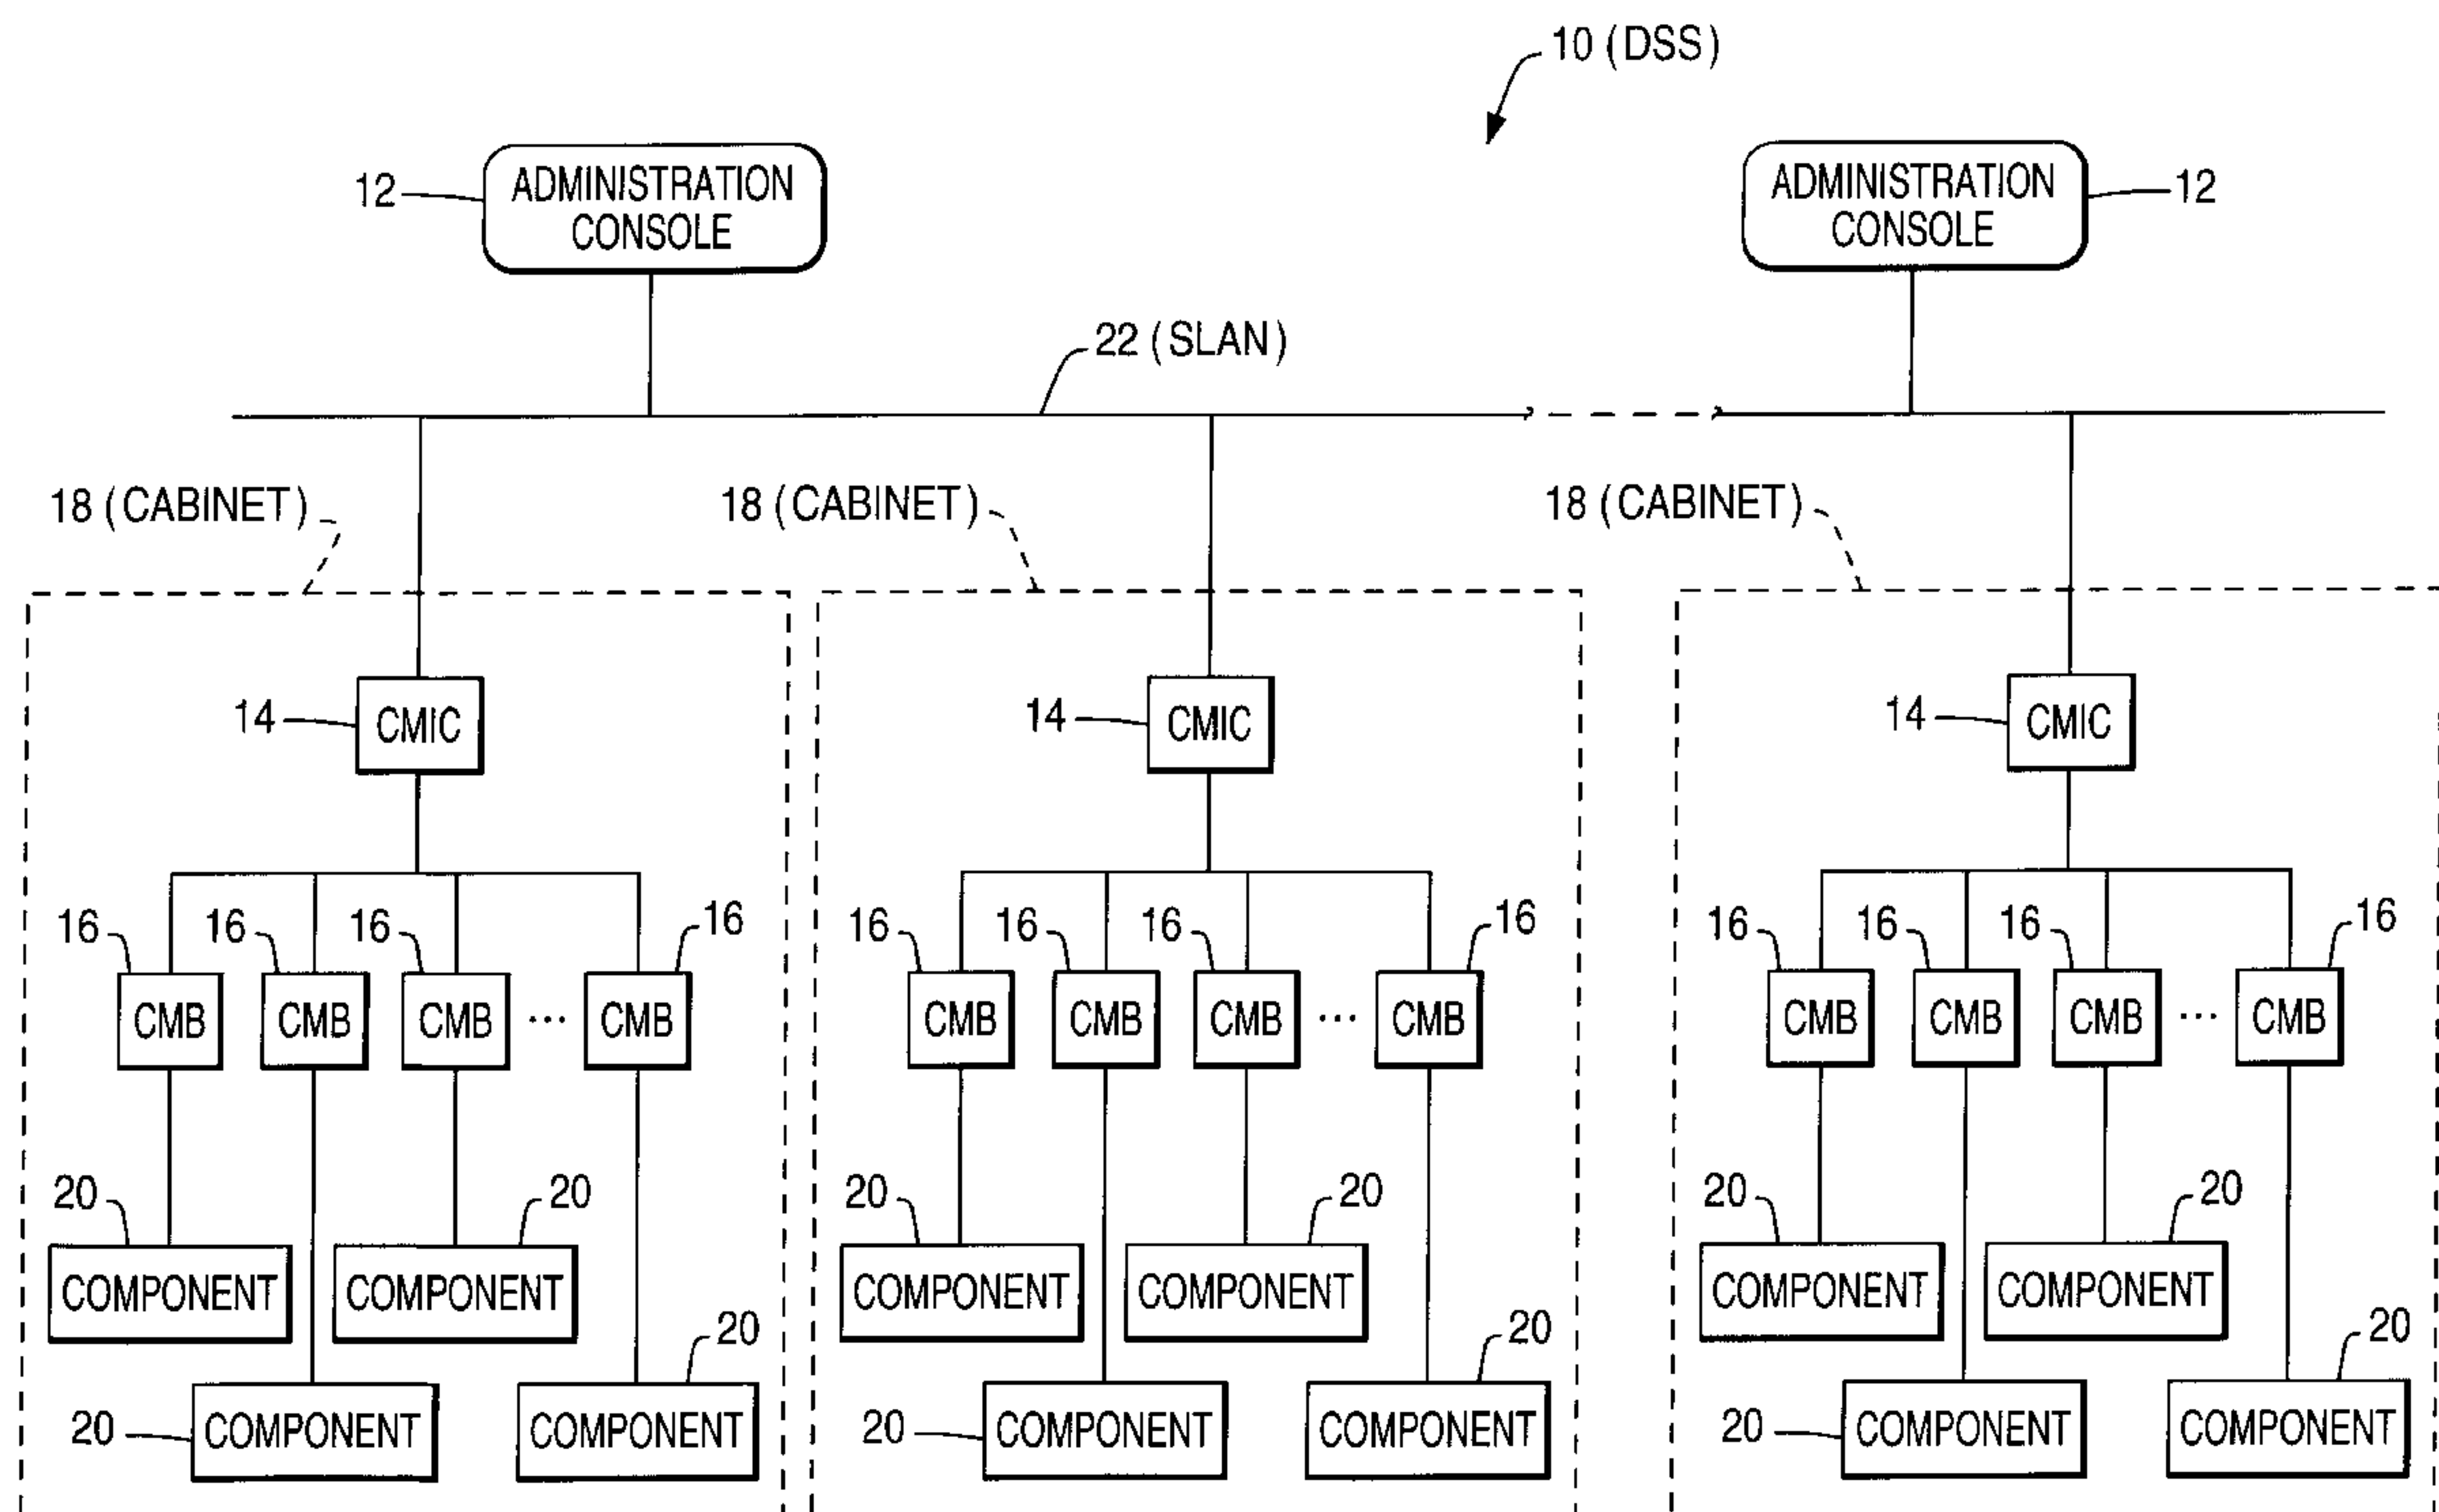 10 (DSS)
12 ADMINISTRATION CONSOLE
ADMINISTRATION CONSOLE 12
22 (SLAN)
18 (CABINET) 18 (CABINET) 18 (CABINET)
14 CMIC 14 CMIC 14 CMIC
16 16 16 16 16 16 16 16 16 16 16 16
CMB CMB CMB ... CMB CMB CMB CMB ... CMB CMB CMB CMB ... CMB
20 20 20 20 20 20
COMPONENT COMPONENT COMPONENT COMPONENT COMPONENT COMPONENT
20 20 20
20 COMPONENT COMPONENT 20 COMPONENT COMPONENT 20 COMPONENT COMPONENT